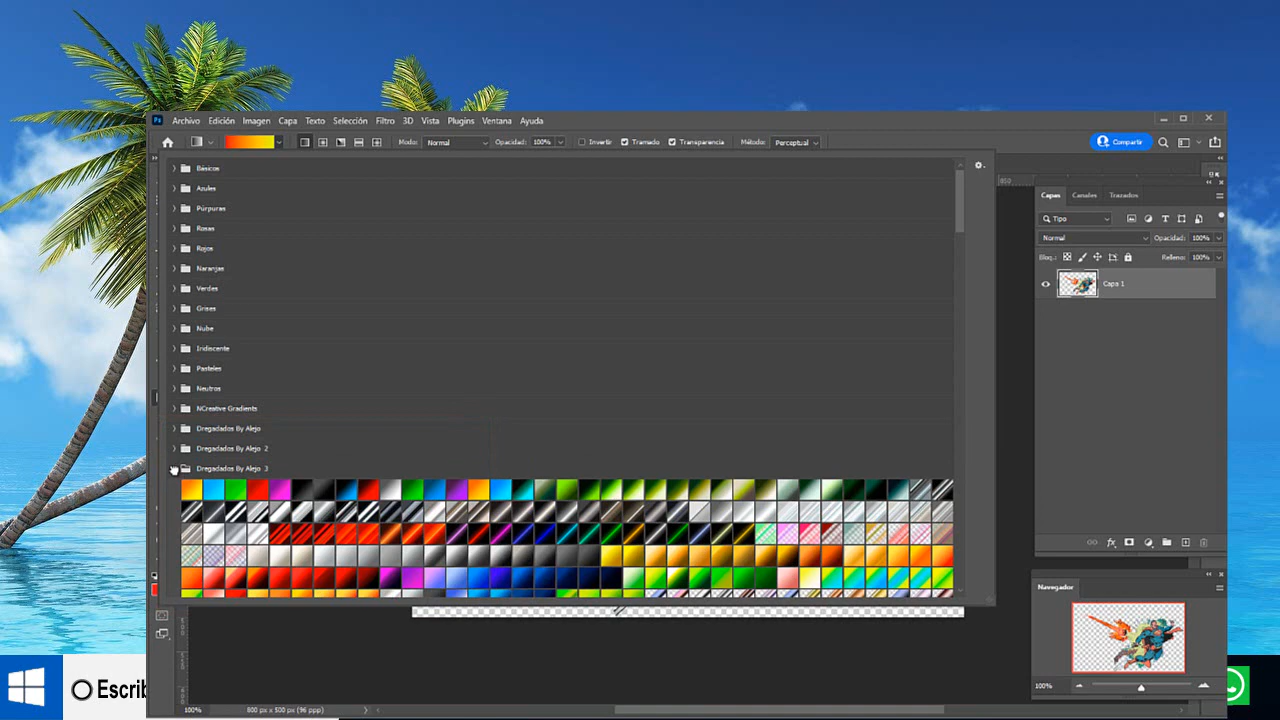 Ps Archivo Edición Imagen Capa Texto Selección Filtro 3D Vista Plugins Ventana Ayuda
Modo: Normal Opacidad: 100% Invertir Tramado Transparencia Método: Perceptual Compartir
Básicos
Azules
Púrpuras
Rosas
Rojos
Naranjas
Verdes
Grises
Nube
Iridiscente
Pasteles
Neutros
NCreative Gradients
Dregadados By Alejo
Dregadados By Alejo 2
Dregadados By Alejo 3
850
Capas Canales Trazados
Tipo
Normal Opacidad: 100%
Bloq.: Relleno: 100%
Capa 1
Navegador
100%
100% 800 px x 500 px (96 ppp)
Escrib